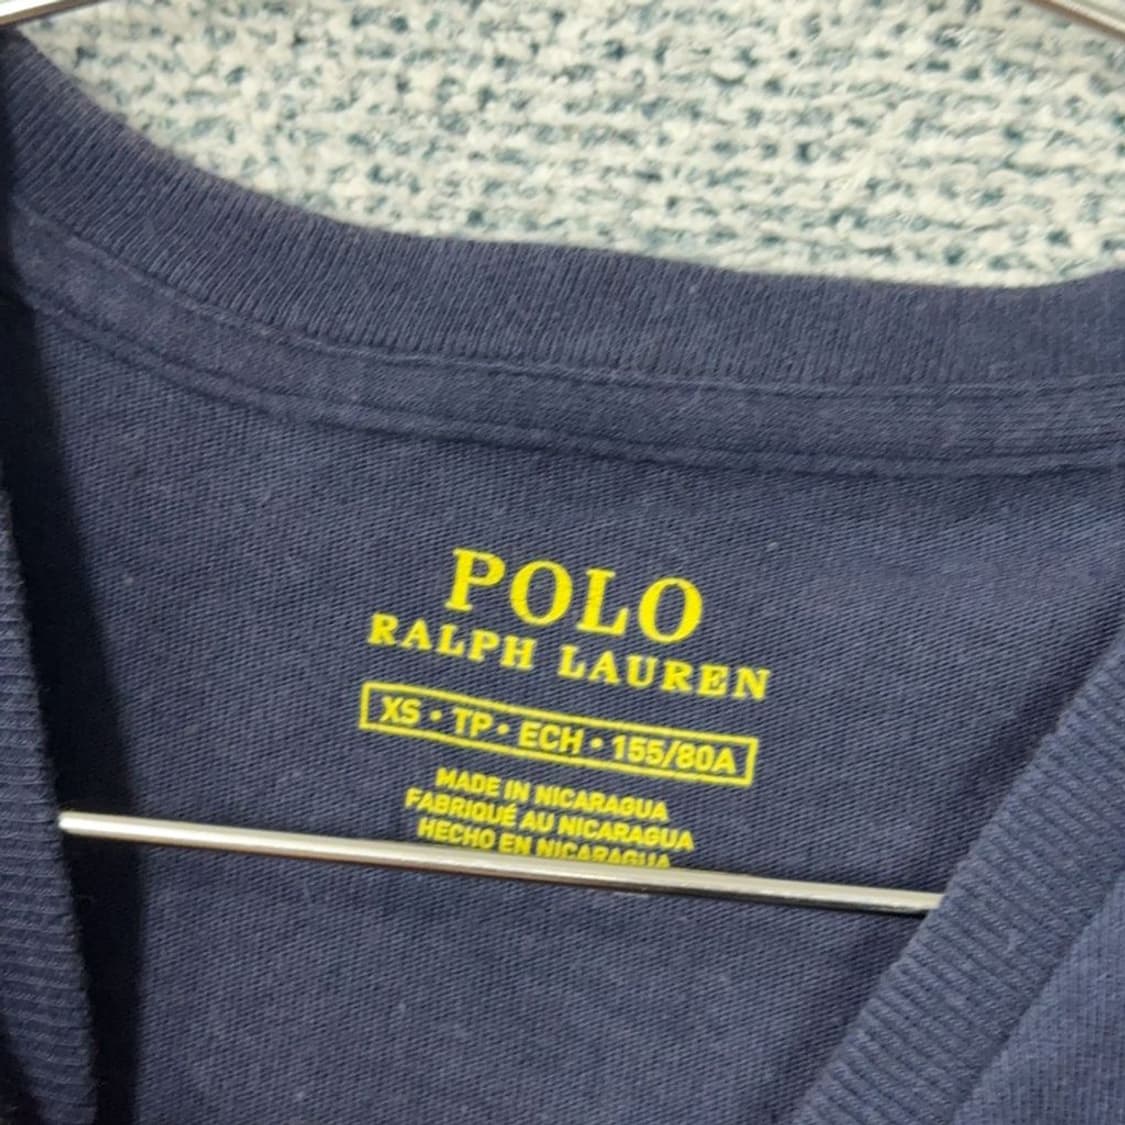 POLO
RALPH LAUREN
XS • TP • ECH • 155/80A
MADE IN NICARAGUA
FABRIQUÉ AU NICARAGUA
HECHO EN NICARAGUA